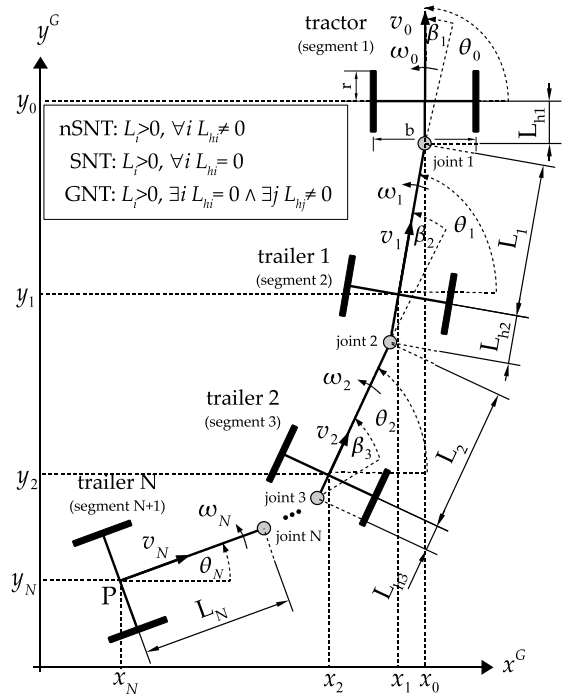 y^G
tractor
(segment 1)
v_0
β_1
θ_0
ω_0
y_0
r
b
L_h1
nSNT: L_i>0, ∀i L_hi≠0
SNT: L_i>0, ∀i L_hi=0
GNT: L_i>0, ∃i L_hi=0 ∧ ∃j L_hj≠0
joint 1
ω_1
v_1
β_2
θ_1
L_1
trailer 1
(segment 2)
y_1
joint 2
L_h2
ω_2
trailer 2
(segment 3)
v_2
θ_2
β_3
L_2
y_2
trailer N
(segment N+1)
joint 3
ω_N
joint N
v_N
θ_N
L_h3
y_N
P
L_N
x_N
x_2
x_1
x_0
x^G